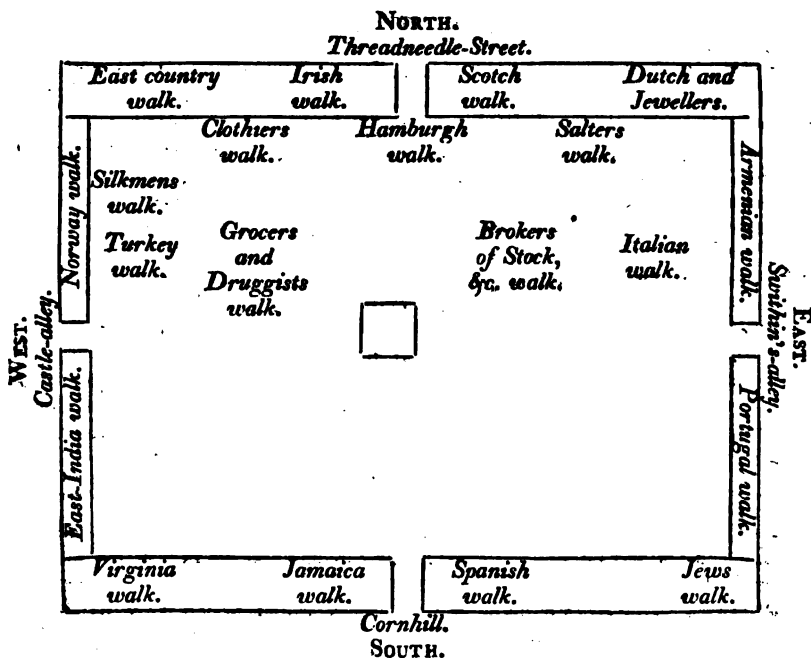 NORTH.
Threadneedle-Street.
East country
walk.
Irish
walk.
Scotch
walk.
Dutch and
Jewellers.
Clothiers
walk.
Hamburgh
walk.
Salters
walk.
Silkmens
walk.
Turkey
walk.
Grocers
and
Druggists
walk.
Brokers
of Stock,
&c. walk.
Italian
walk.
Norway walk.
East-India walk.
WEST.
Castle-alley.
Armenian walk.
Portugal walk.
Swithin's-alley.
EAST.
Virginia
walk.
Jamaica
walk.
Spanish
walk.
Jews
walk.
Cornhill.
SOUTH.